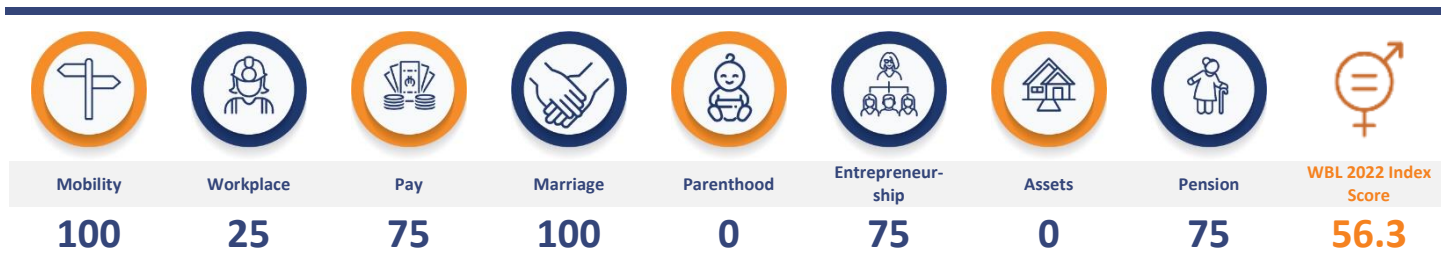 Mobility
Workplace
Pay
Marriage
Parenthood
Entrepreneur-
ship
Assets
Pension
WBL 2022 Index
Score
100
25
75
100
0
75
0
75
56.3